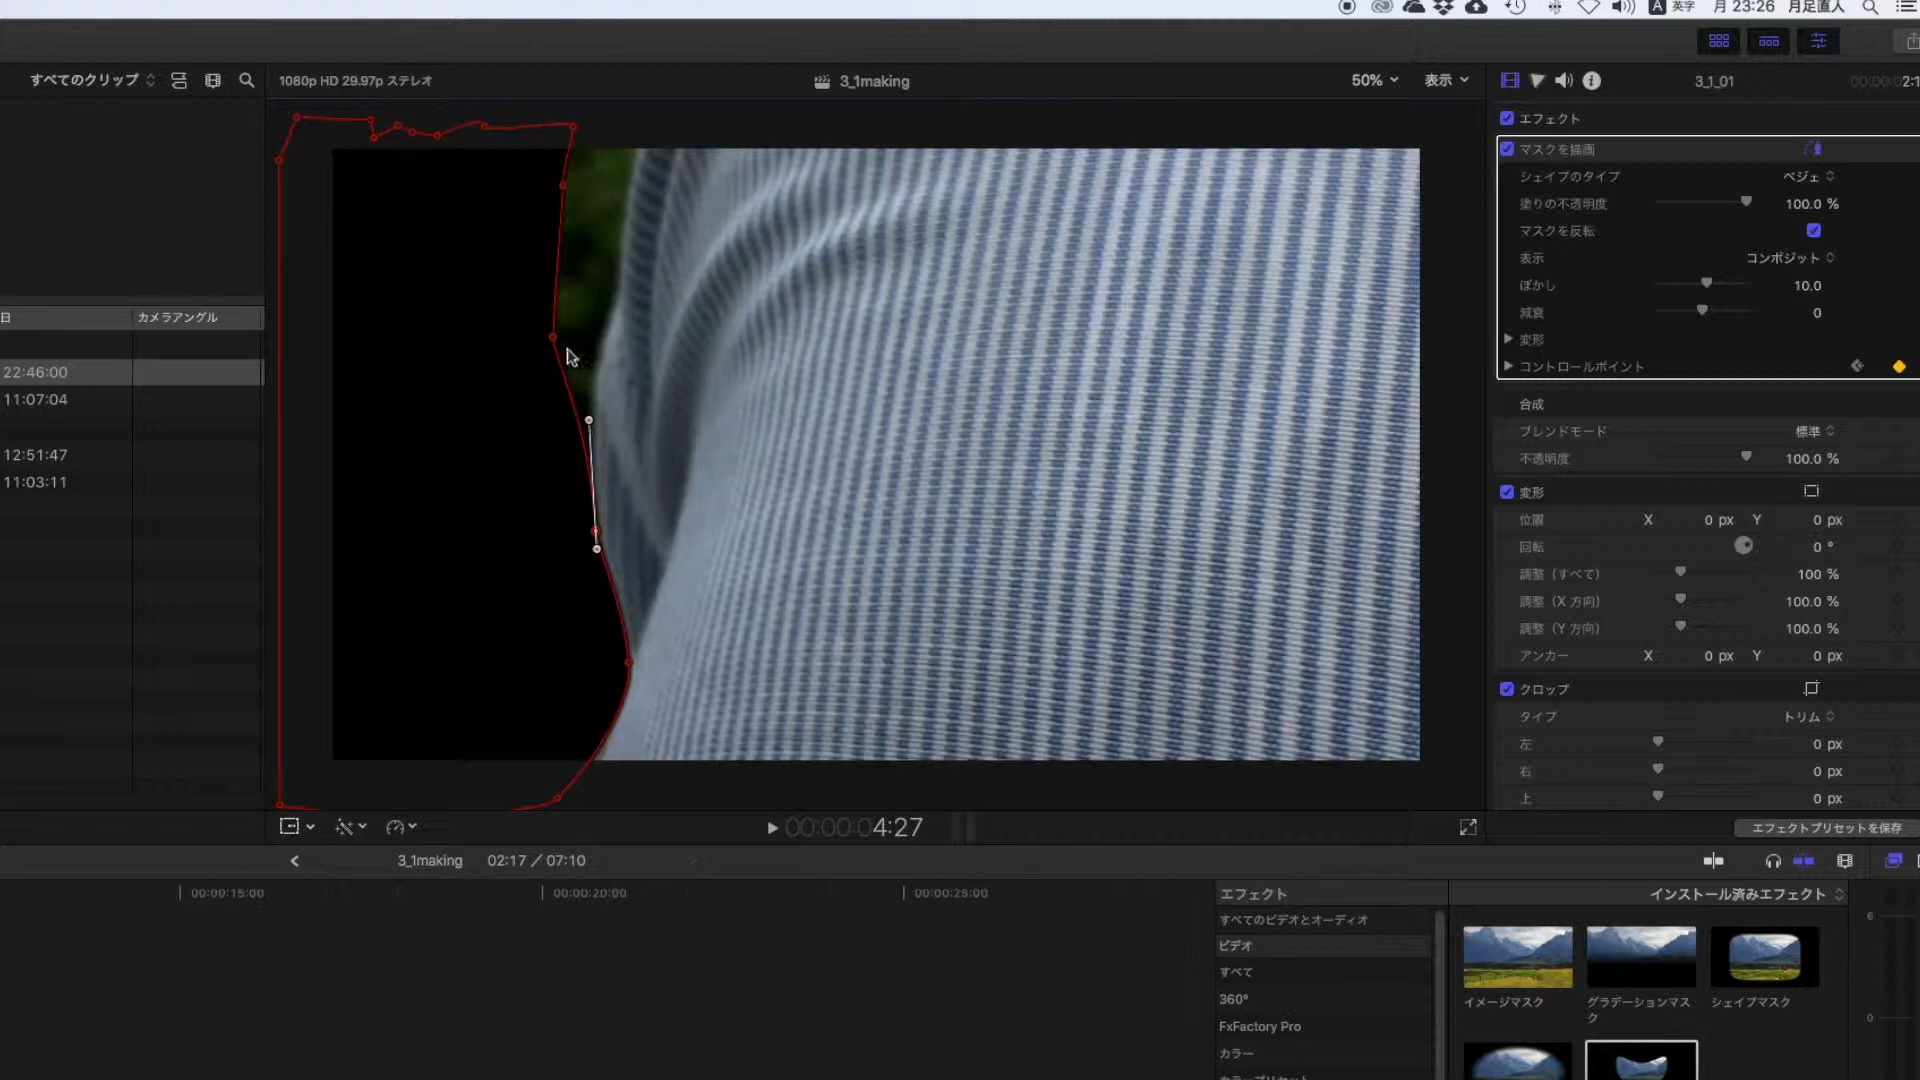 英字
月 23:26
月足直人
すべてのクリップ
1080p HD 29.97p ステレオ
3_1making
50%
表示
3_1_01
エフェクト
マスクを描画
シェイプのタイプ
ベジェ
塗りの不透明度
100.0 %
マスクを反転
表示
コンポジット
ぼかし
10.0
減衰
0
変形
コントロールポイント
合成
ブレンドモード
標準
不透明度
100.0 %
変形
位置 X 0 px Y 0 px
回転
0 °
調整（すべて）
100 %
調整（X 方向）
100.0 %
調整（Y 方向）
100.0 %
アンカー X 0 px Y 0 px
クロップ
タイプ
トリム
左
0 px
右
0 px
上
0 px
エフェクトプリセットを保存
日
カメラアングル
22:46:00
11:07:04
12:51:47
11:03:11
00:00:04:27
3_1making
02:17 / 07:10
00:00:15:00
00:00:20:00
00:00:25:00
エフェクト
インストール済みエフェクト
すべてのビデオとオーディオ
ビデオ
すべて
360°
FxFactory Pro
カラー
イメージマスク
グラデーションマスク
シェイプマスク
6
0